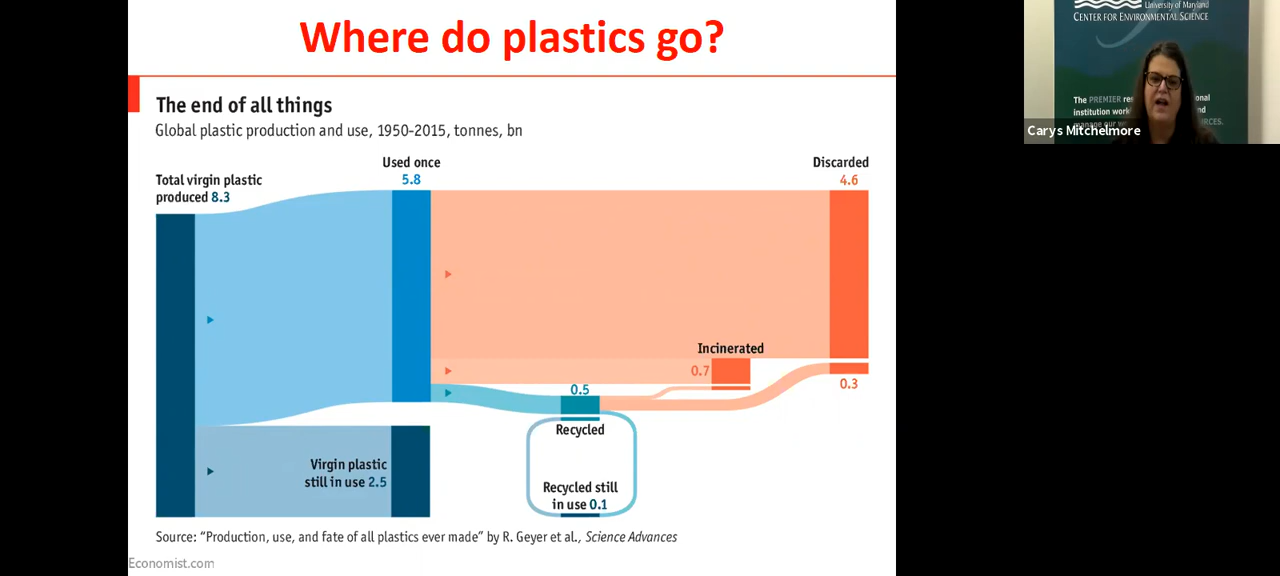 Where do plastics go?
The end of all things
Global plastic production and use, 1950-2015, tonnes, bn
Total virgin plastic
produced 8.3
Used once
5.8
Discarded
4.6
Incinerated
0.7
0.3
0.5
Recycled
Virgin plastic
still in use 2.5
Recycled still
in use 0.1
Source: “Production, use, and fate of all plastics ever made” by R. Geyer et al., Science Advances
Economist.com
University of Maryland
CENTER FOR ENVIRONMENTAL SCIENCE
The PREMIER
institution
Carys Mitchelmore